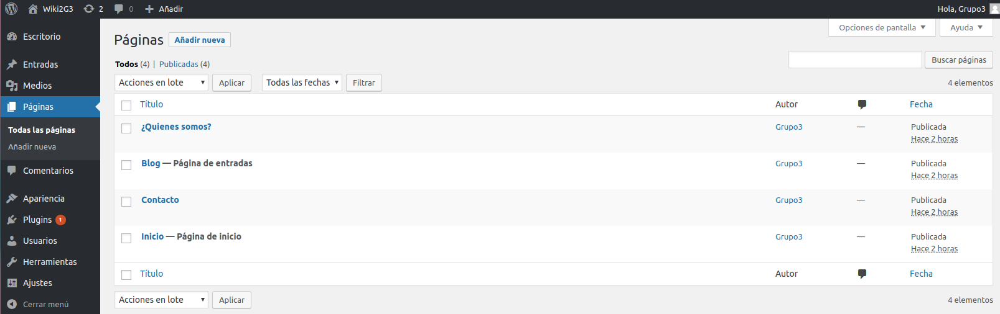 Wiki2G3 2 0 Añadir Hola, Grupo3
Opciones de pantalla Ayuda
Escritorio
Entradas
Medios
Páginas
Todas las páginas
Añadir nueva
Comentarios
Apariencia
Plugins 1
Usuarios
Herramientas
Ajustes
Cerrar menú
Páginas Añadir nueva
Todos (4) | Publicadas (4)
Buscar páginas
Acciones en lote Aplicar Todas las fechas Filtrar 4 elementos
Título Autor Fecha
¿Quienes somos? Grupo3 — Publicada
Hace 2 horas
Blog — Página de entradas Grupo3 — Publicada
Hace 2 horas
Contacto Grupo3 — Publicada
Hace 2 horas
Inicio — Página de inicio Grupo3 — Publicada
Hace 2 horas
Título Autor Fecha
Acciones en lote Aplicar 4 elementos